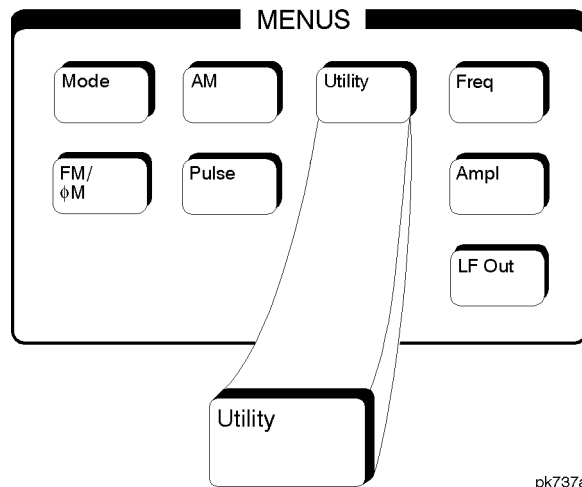 MENUS
Mode
AM
Utility
Freq
FM/
ϕM
Pulse
Ampl
LF Out
Utility
pk737a